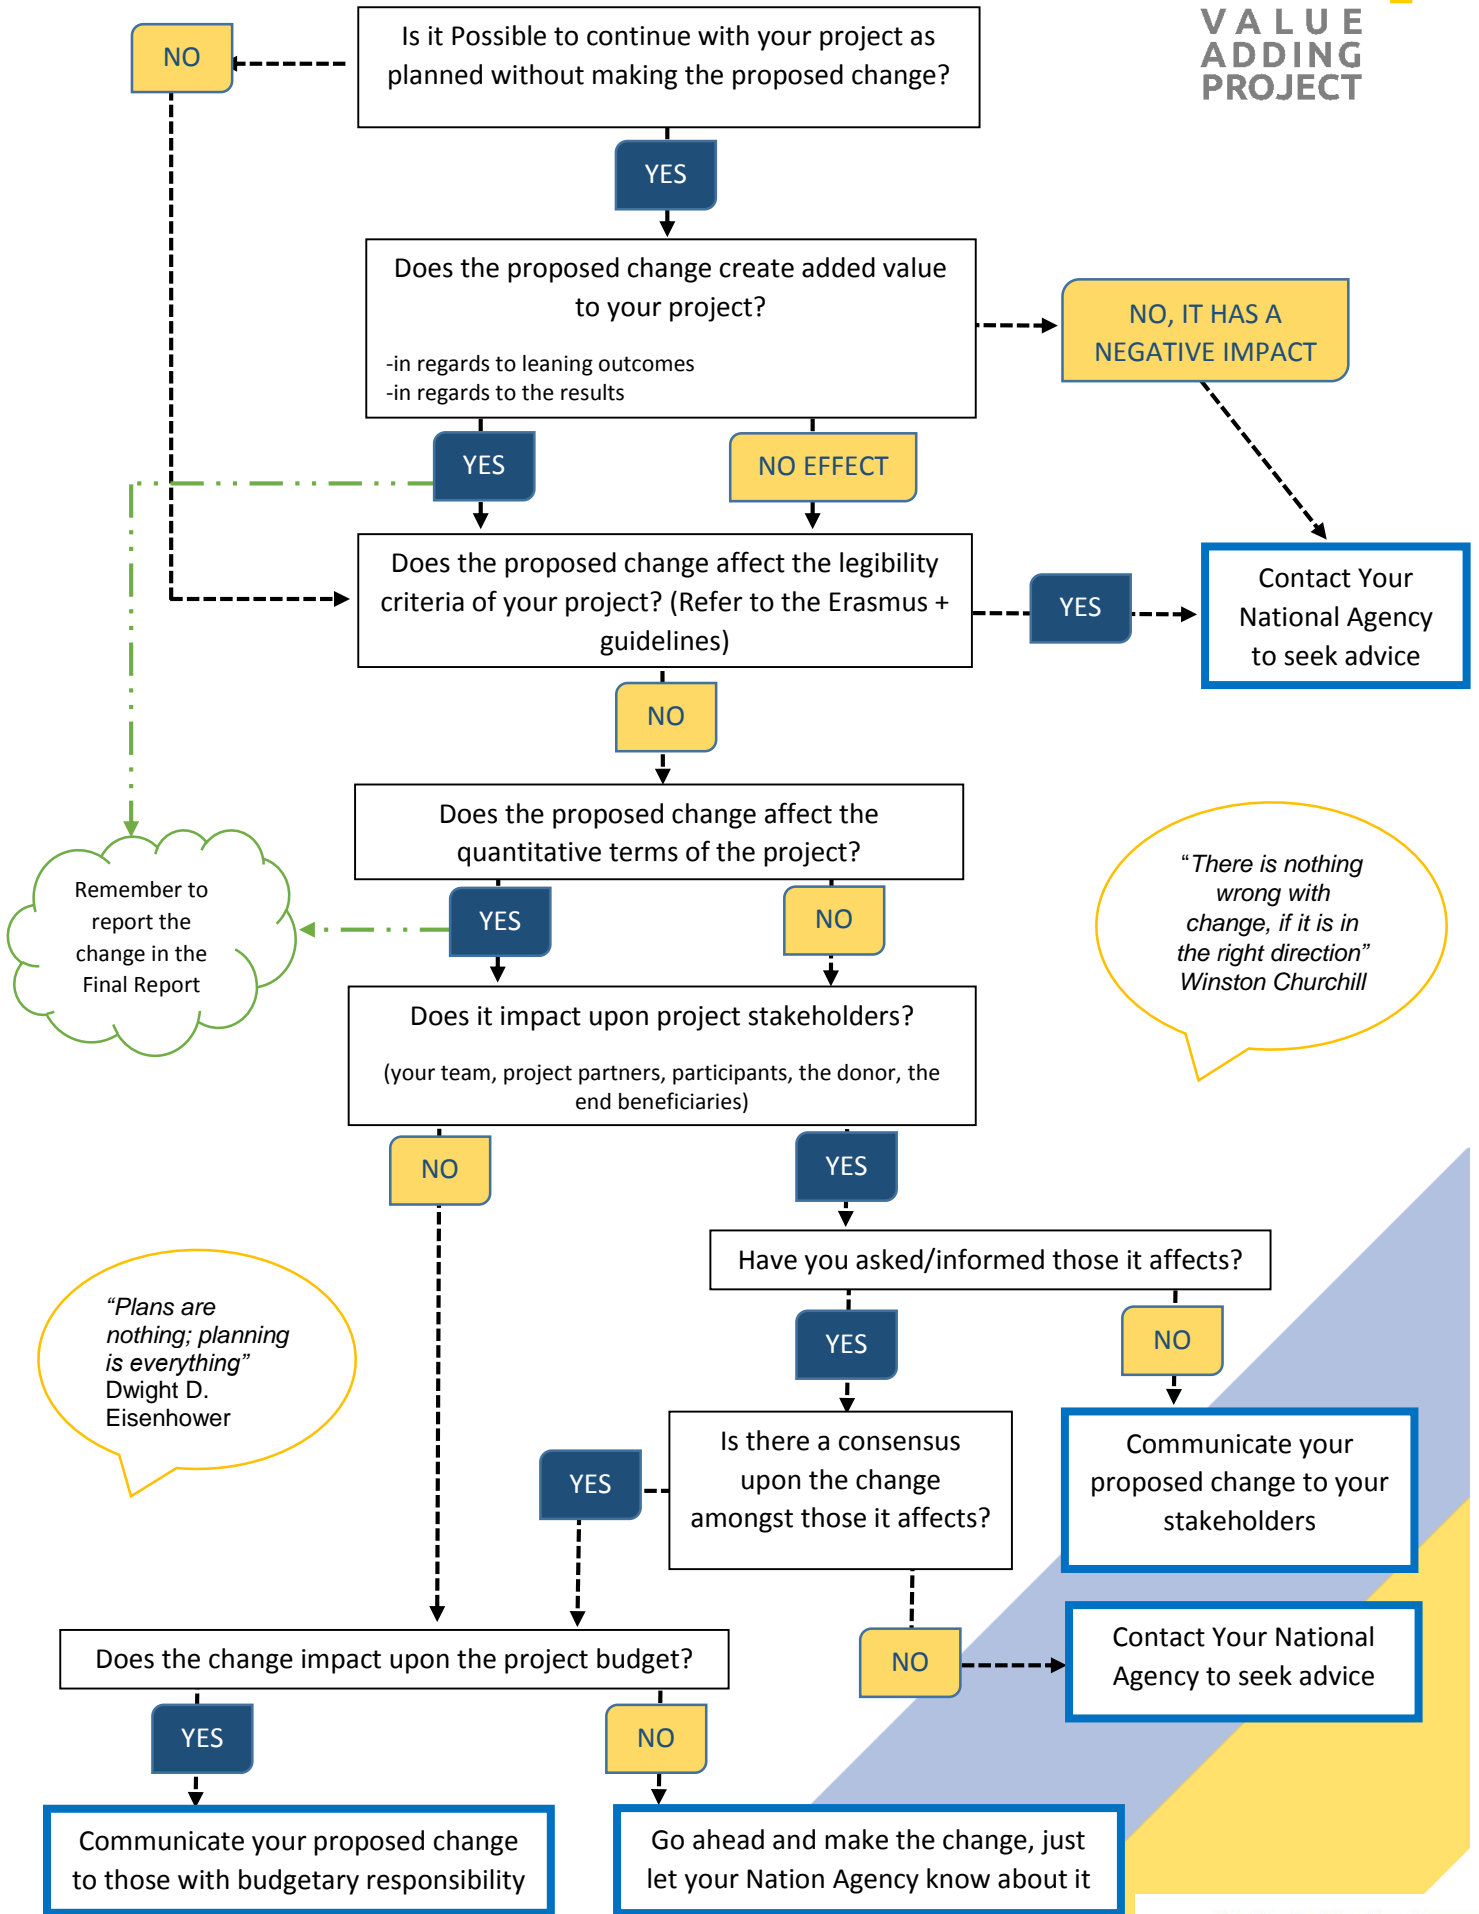 VALUE
ADDING
PROJECT
Is it Possible to continue with your project as
planned without making the proposed change?
NO
YES
Does the proposed change create added value
to your project?
-in regards to leaning outcomes
-in regards to the results
NO, IT HAS A
NEGATIVE IMPACT
YES
NO EFFECT
Does the proposed change affect the legibility
criteria of your project? (Refer to the Erasmus +
guidelines)
YES
Contact Your
National Agency
to seek advice
NO
Does the proposed change affect the
quantitative terms of the project?
Remember to
report the
change in the
Final Report
YES
NO
“There is nothing
wrong with
change, if it is in
the right direction”
Winston Churchill
Does it impact upon project stakeholders?
(your team, project partners, participants, the donor, the
end beneficiaries)
NO
YES
Have you asked/informed those it affects?
“Plans are
nothing; planning
is everything”
Dwight D.
Eisenhower
YES
NO
Is there a consensus
upon the change
amongst those it affects?
YES
Communicate your
proposed change to your
stakeholders
NO
Contact Your National
Agency to seek advice
Does the change impact upon the project budget?
YES
NO
Communicate your proposed change
to those with budgetary responsibility
Go ahead and make the change, just
let your Nation Agency know about it